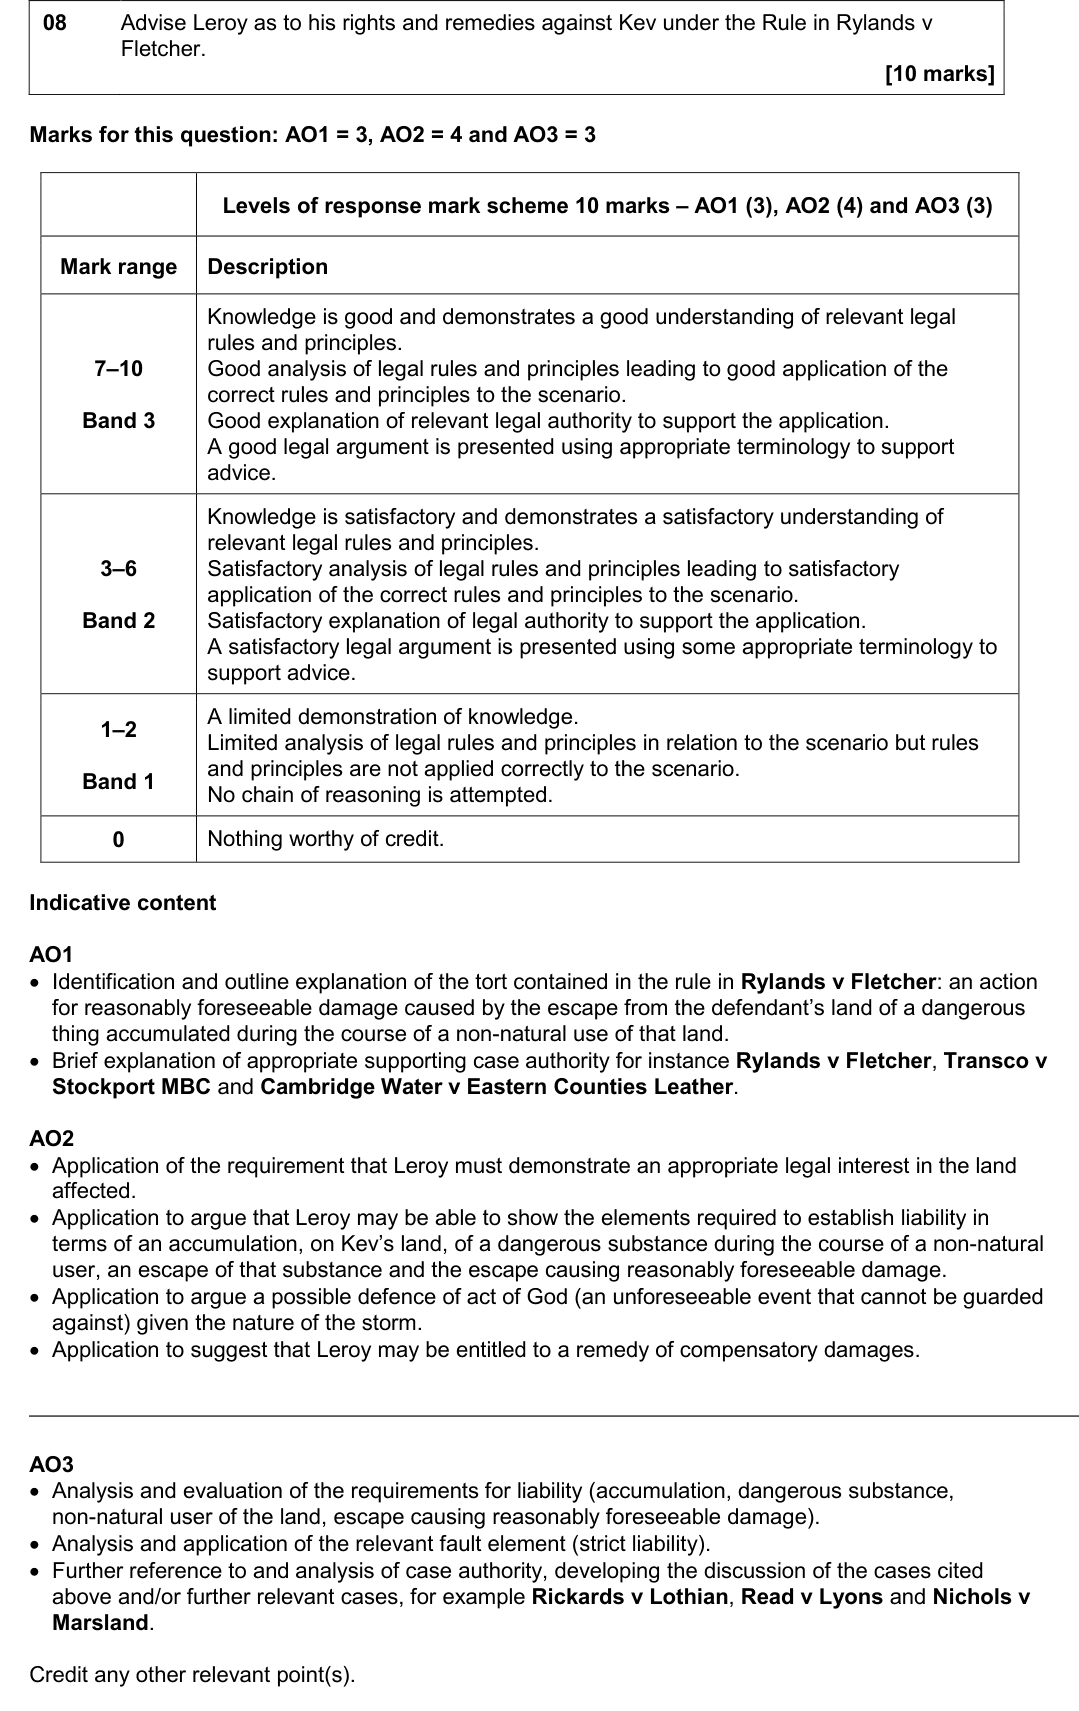 08 Advise Leroy as to his rights and remedies against Kev under the Rule in Rylands v
Fletcher.
[10 marks]
Marks for this question: AO1 = 3, AO2 = 4 and AO3 = 3
Levels of response mark scheme 10 marks – AO1 (3), AO2 (4) and AO3 (3)
Mark range Description
7–10
Band 3
Knowledge is good and demonstrates a good understanding of relevant legal
rules and principles.
Good analysis of legal rules and principles leading to good application of the
correct rules and principles to the scenario.
Good explanation of relevant legal authority to support the application.
A good legal argument is presented using appropriate terminology to support
advice.
3–6
Band 2
Knowledge is satisfactory and demonstrates a satisfactory understanding of
relevant legal rules and principles.
Satisfactory analysis of legal rules and principles leading to satisfactory
application of the correct rules and principles to the scenario.
Satisfactory explanation of legal authority to support the application.
A satisfactory legal argument is presented using some appropriate terminology to
support advice.
1–2
Band 1
A limited demonstration of knowledge.
Limited analysis of legal rules and principles in relation to the scenario but rules
and principles are not applied correctly to the scenario.
No chain of reasoning is attempted.
0 Nothing worthy of credit.
Indicative content
AO1
• Identification and outline explanation of the tort contained in the rule in Rylands v Fletcher: an action
for reasonably foreseeable damage caused by the escape from the defendant’s land of a dangerous
thing accumulated during the course of a non-natural use of that land.
• Brief explanation of appropriate supporting case authority for instance Rylands v Fletcher, Transco v
Stockport MBC and Cambridge Water v Eastern Counties Leather.
AO2
• Application of the requirement that Leroy must demonstrate an appropriate legal interest in the land
affected.
• Application to argue that Leroy may be able to show the elements required to establish liability in
terms of an accumulation, on Kev’s land, of a dangerous substance during the course of a non-natural
user, an escape of that substance and the escape causing reasonably foreseeable damage.
• Application to argue a possible defence of act of God (an unforeseeable event that cannot be guarded
against) given the nature of the storm.
• Application to suggest that Leroy may be entitled to a remedy of compensatory damages.
AO3
• Analysis and evaluation of the requirements for liability (accumulation, dangerous substance,
non-natural user of the land, escape causing reasonably foreseeable damage).
• Analysis and application of the relevant fault element (strict liability).
• Further reference to and analysis of case authority, developing the discussion of the cases cited
above and/or further relevant cases, for example Rickards v Lothian, Read v Lyons and Nichols v
Marsland.
Credit any other relevant point(s).